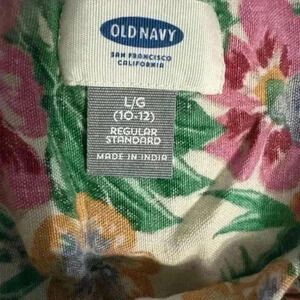 OLD NAVY
SAN FRANCISCO
CALIFORNIA
L/G
(10-12)
REGULAR
STANDARD
MADE IN INDIA